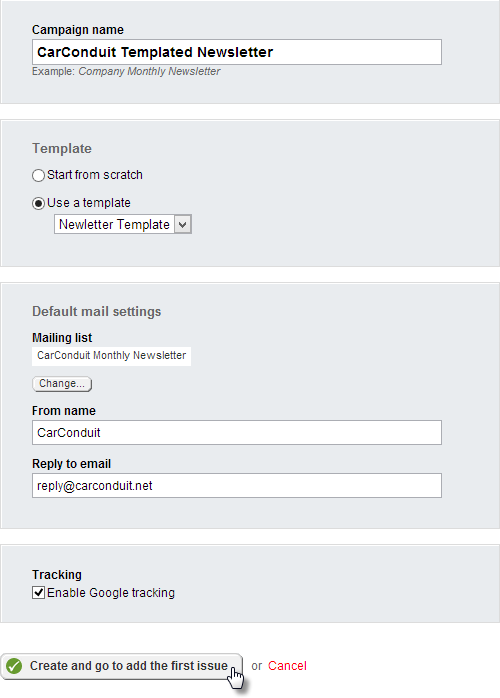 Campaign name
CarConduit Templated Newsletter
Example: Company Monthly Newsletter
Template
Start from scratch
Use a template
Newletter Template
Default mail settings
Mailing list
CarConduit Monthly Newsletter
Change...
From name
CarConduit
Reply to email
reply@carconduit.net
Tracking
Enable Google tracking
Create and go to add the first issue or Cancel